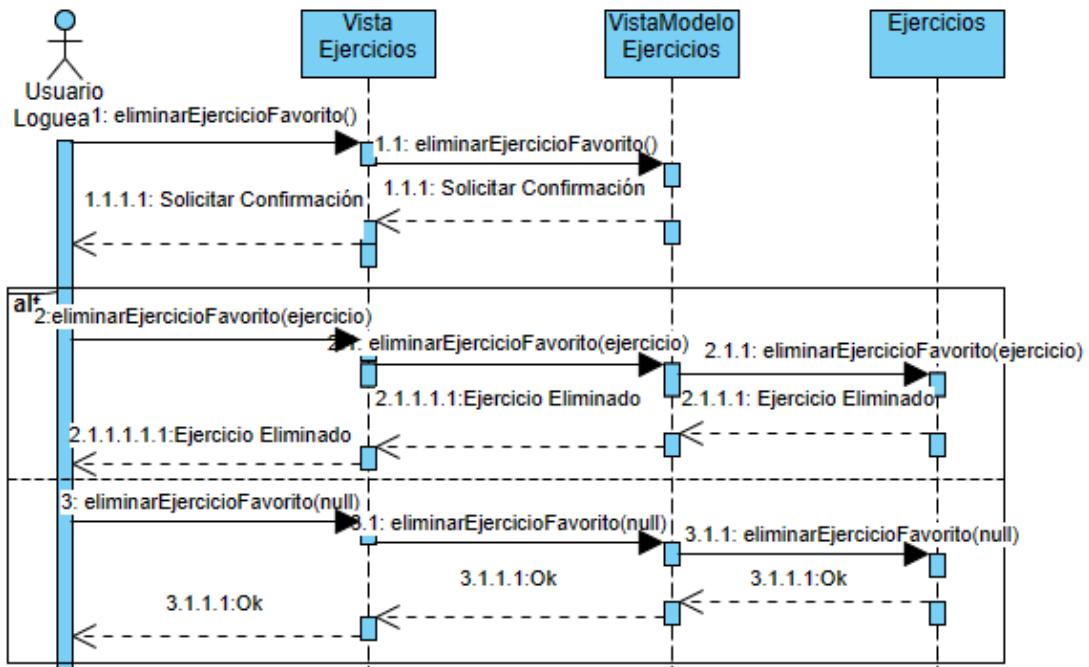 Vista
Ejercicios
VistaModelo
Ejercicios
Ejercicios
Usuario
Loguea
1: eliminarEjercicioFavorito()
1.1: eliminarEjercicioFavorito()
1.1.1: Solicitar Confirmación
1.1.1.1: Solicitar Confirmación
alt
2:eliminarEjercicioFavorito(ejercicio)
2.1: eliminarEjercicioFavorito(ejercicio)
2.1.1: eliminarEjercicioFavorito(ejercicio)
2.1.1.1: Ejercicio Eliminado
2.1.1.1.1:Ejercicio Eliminado
2.1.1.1.1.1:Ejercicio Eliminado
3: eliminarEjercicioFavorito(null)
3.1: eliminarEjercicioFavorito(null)
3.1.1: eliminarEjercicioFavorito(null)
3.1.1.1:Ok
3.1.1.1:Ok
3.1.1.1:Ok